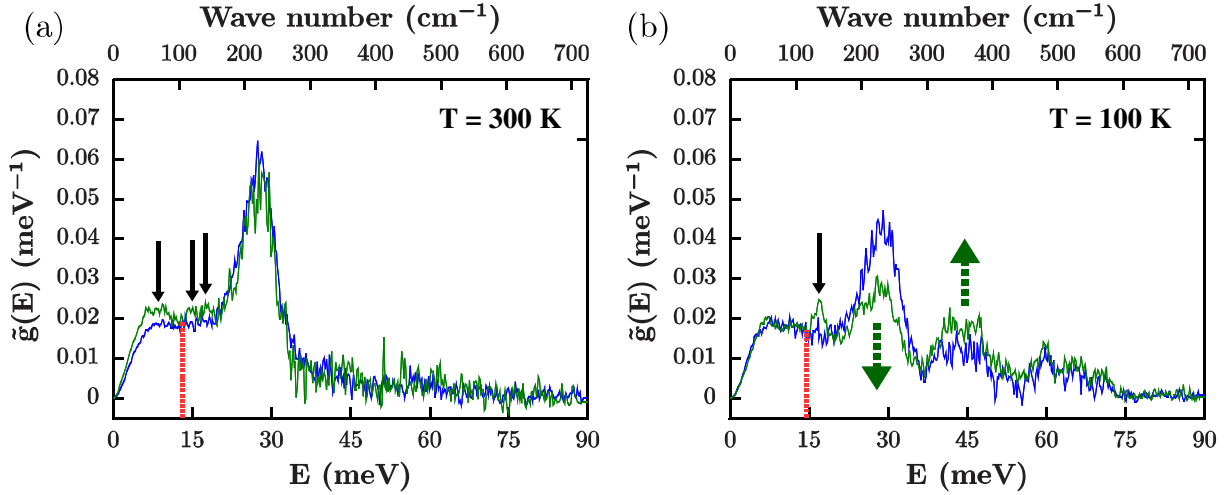 (a)
Wave number (cm−1)
0 100 200 300 400 500 600 700
0.08
0.07
0.06
0.05
0.04
0.03
0.02
0.01
0
g̃(E) (meV−1)
T = 300 K
0 15 30 45 60 75 90
E (meV)
(b)
Wave number (cm−1)
0 100 200 300 400 500 600 700
0.08
0.07
0.06
0.05
0.04
0.03
0.02
0.01
0
g̃(E) (meV−1)
T = 100 K
0 15 30 45 60 75 90
E (meV)